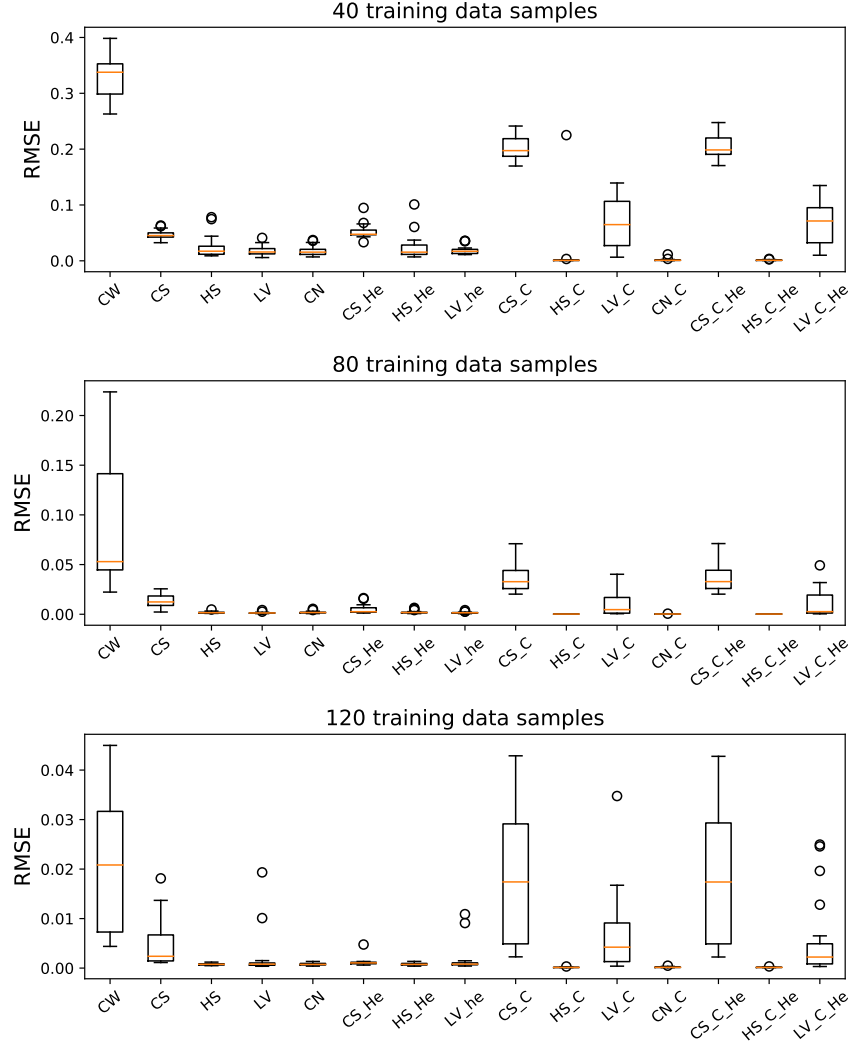 40 training data samples
RMSE
0.4
0.3
0.2
0.1
0.0
CW CS HS LV CN CS_He HS_He LV_he CS_C HS_C LV_C CN_C CS_C_He HS_C_He LV_C_He
80 training data samples
RMSE
0.20
0.15
0.10
0.05
0.00
CW CS HS LV CN CS_He HS_He LV_he CS_C HS_C LV_C CN_C CS_C_He HS_C_He LV_C_He
120 training data samples
RMSE
0.04
0.03
0.02
0.01
0.00
CW CS HS LV CN CS_He HS_He LV_he CS_C HS_C LV_C CN_C CS_C_He HS_C_He LV_C_He